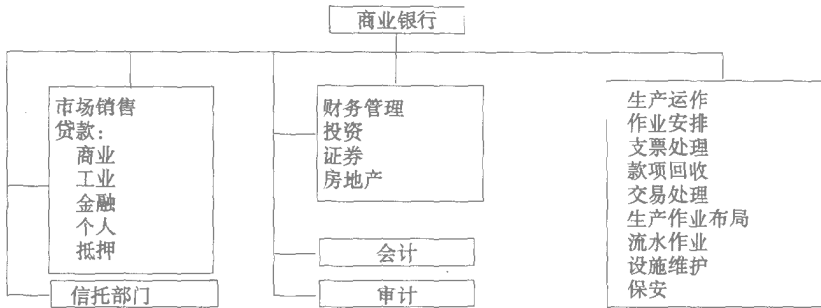 商业银行
市场销售
贷款：
商业
工业
金融
个人
抵押
信托部门
财务管理
投资
证券
房地产
会计
审计
生产运作
作业安排
支票处理
款项回收
交易处理
生产作业布局
流水作业
设施维护
保安